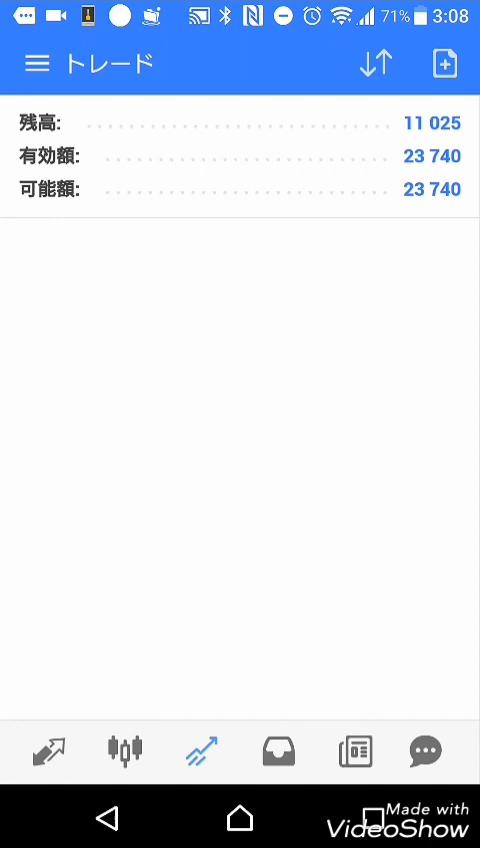 71% 3:08
トレード
残高: 11 025
有効額: 23 740
可能額: 23 740
Made with
VideoShow